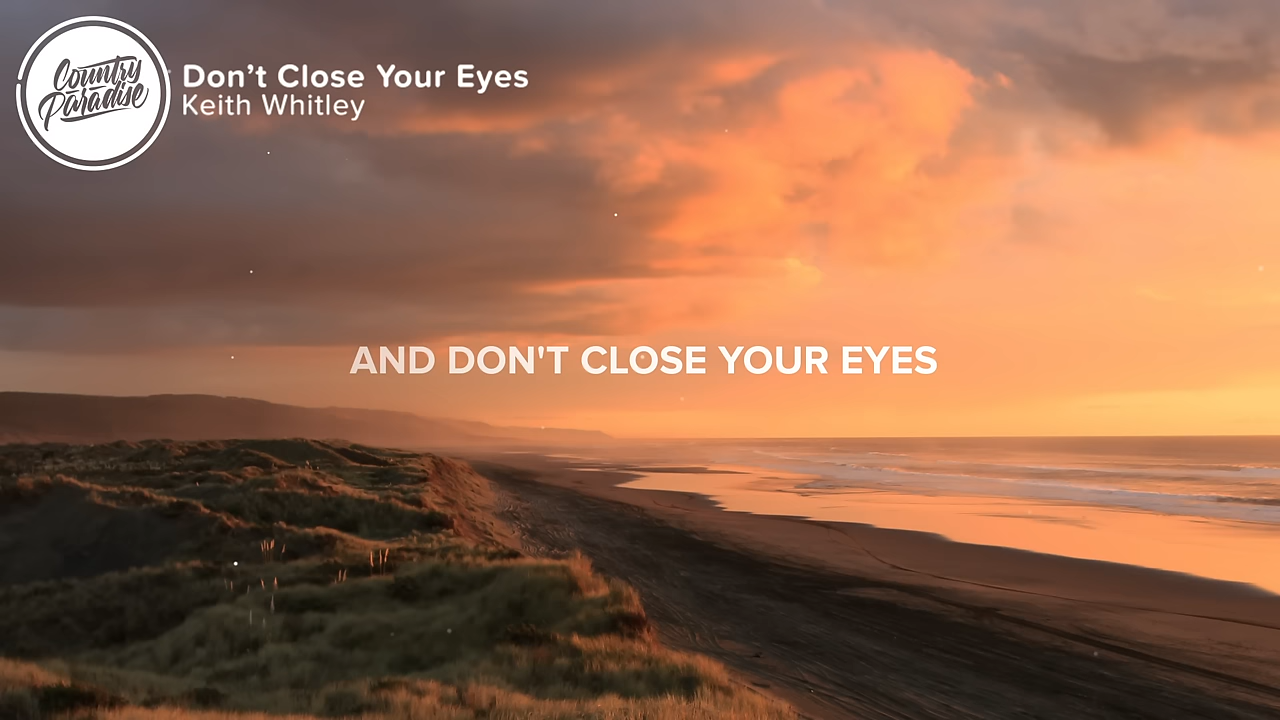 Country
Paradise
Don’t Close Your Eyes
Keith Whitley
AND DON'T CLOSE YOUR EYES